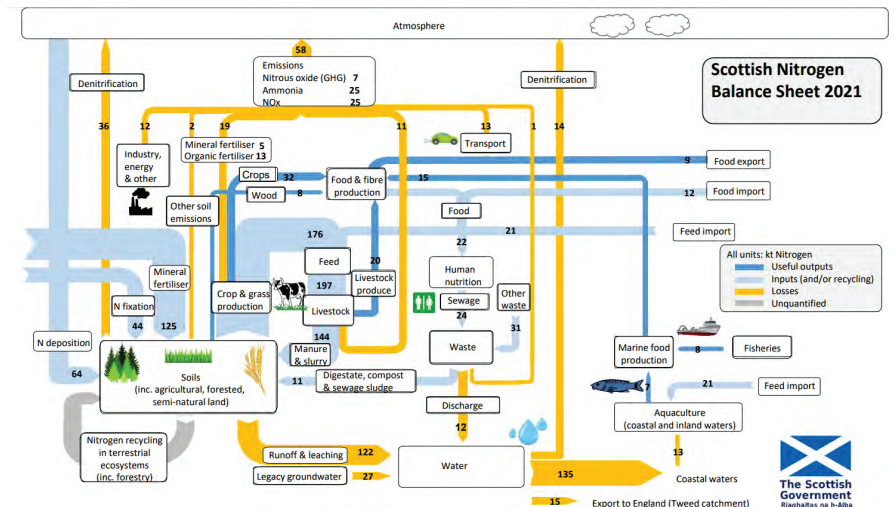 Atmosphere
Scottish Nitrogen
Balance Sheet 2021
58
Emissions
Nitrous oxide (GHG) 7
Ammonia 25
NOx 25
Denitrification
Denitrification
36
12
2
19
11
13
1
14
Mineral fertiliser 5
Organic fertiliser 13
Transport
Industry,
energy
& other
Crops
32
Wood
8
Food & fibre
production
15
9
Food export
12
Food import
Other soil
emissions
Food
22
176
21
Feed import
Feed
197
20
Livestock
produce
Human
nutrition
Mineral
fertiliser
Crop & grass
production
Livestock
Sewage
24
Other
waste
31
All units: kt Nitrogen
Useful outputs
Inputs (and/or recycling)
Losses
Unquantified
N fixation
44
125
144
Manure
& slurry
N deposition
64
Waste
Marine food
production
8
Fisheries
Soils
(inc. agricultural, forested,
semi-natural land)
11
Digestate, compost
& sewage sludge
7
21
Feed import
Discharge
12
Aquaculture
(coastal and inland waters)
Nitrogen recycling
in terrestrial
ecosystems
(inc. forestry)
Runoff & leaching
122
Legacy groundwater
27
Water
135
13
Coastal waters
15
Export to England (Tweed catchment)
The Scottish
Government
Riaghaltas na h-Alba